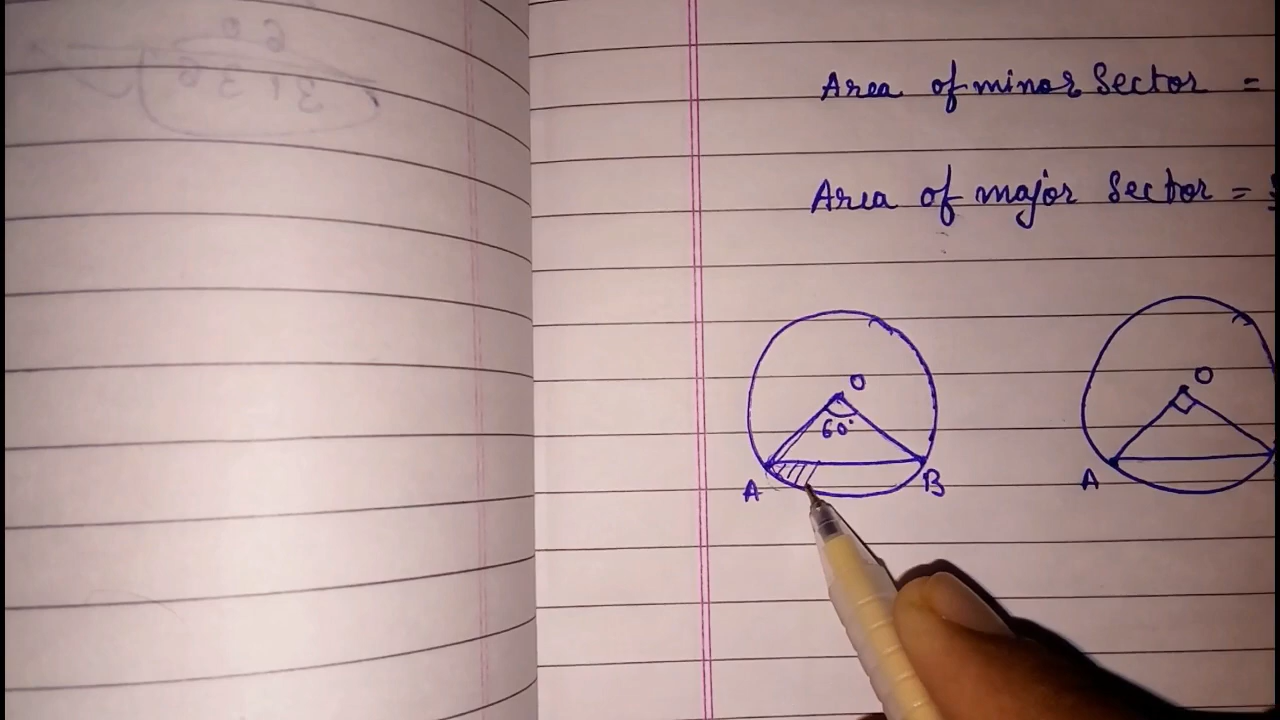 Area of minor Sector =
Area of major Sector =
O
60°
A
B
O
A